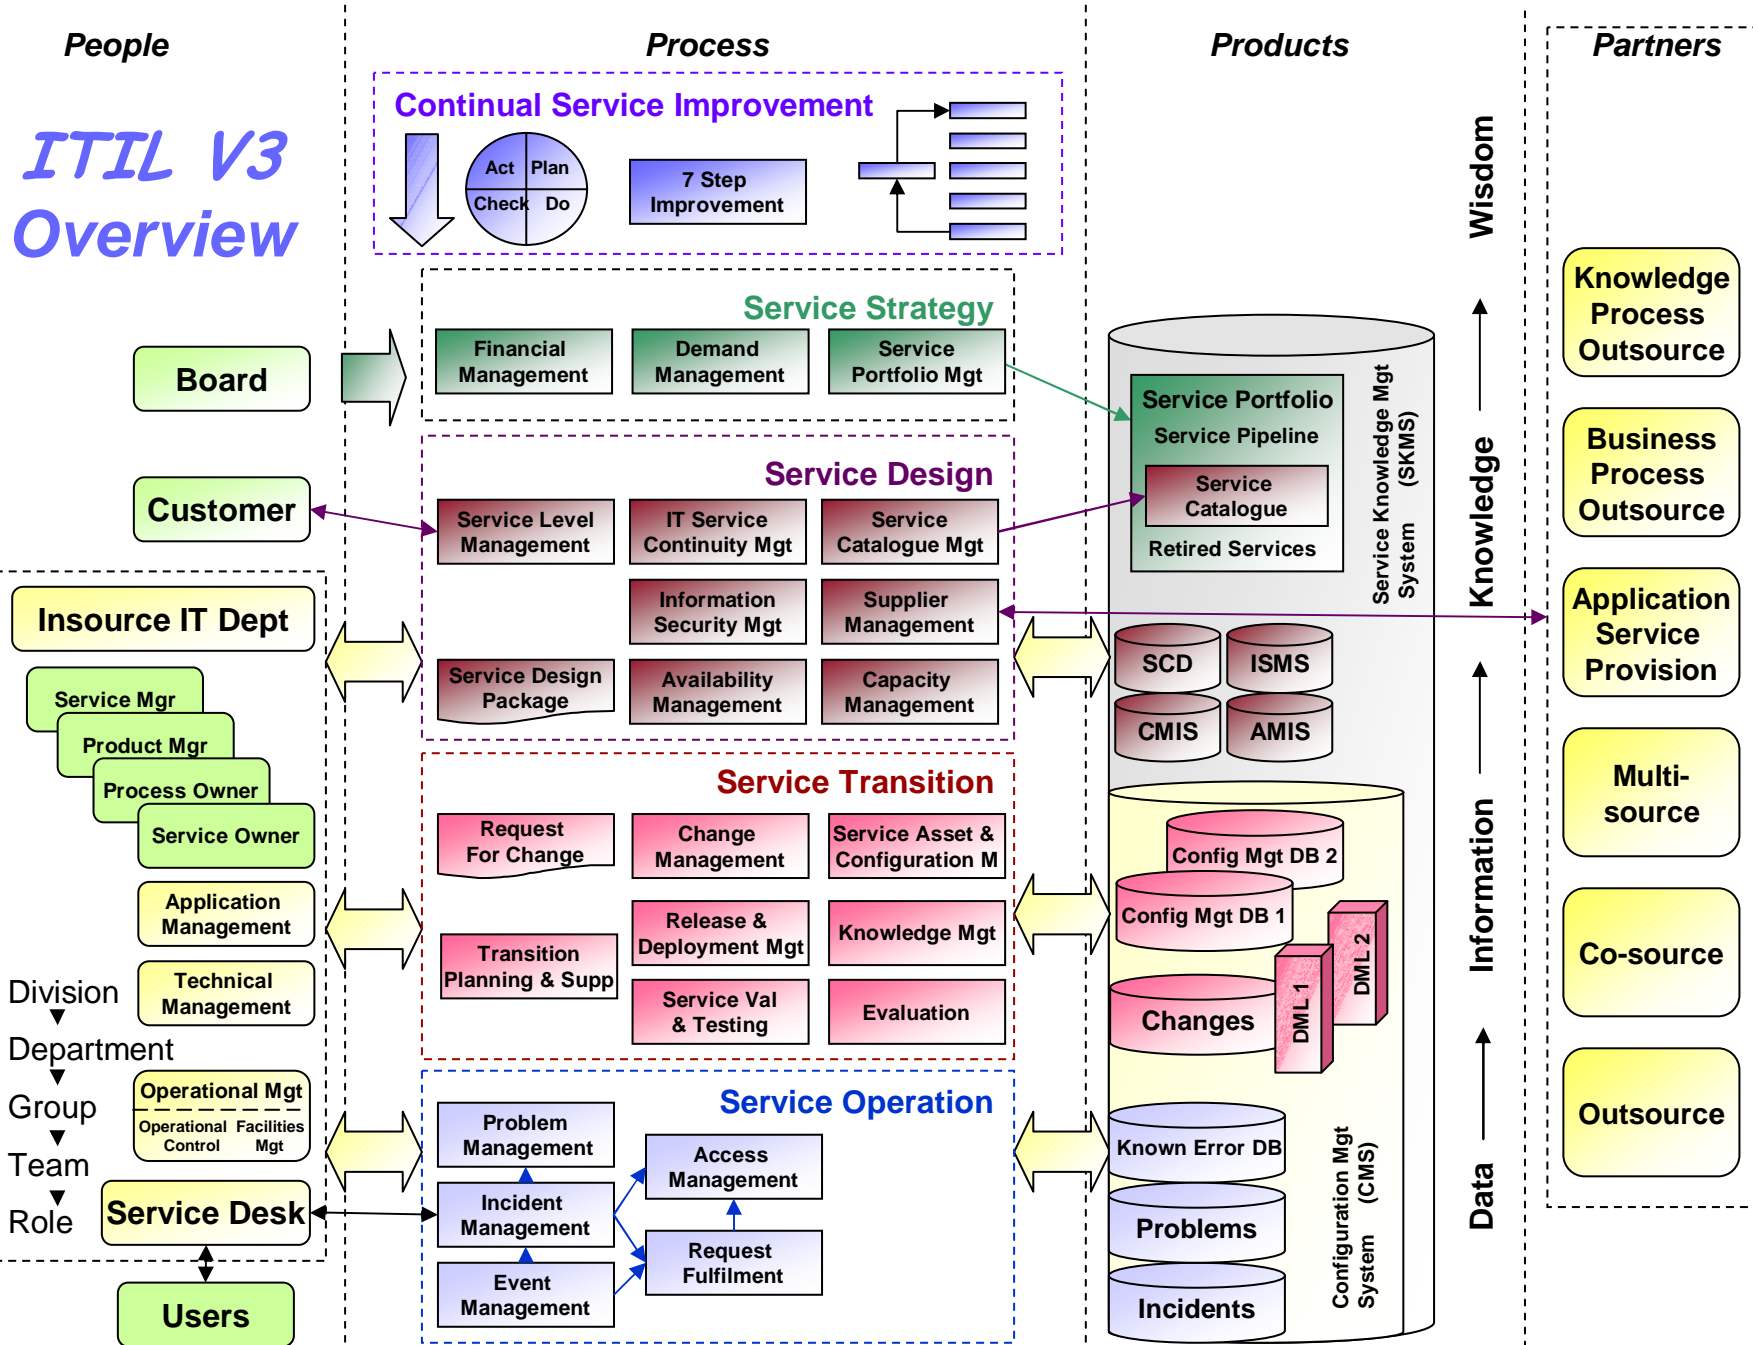 People
Process
Products
Partners
ITIL V3
Overview
Continual Service Improvement
Act
Plan
Check
Do
7 Step
Improvement
Service Strategy
Financial
Management
Demand
Management
Service
Portfolio Mgt
Board
Customer
Service Design
Service Level
Management
IT Service
Continuity Mgt
Service
Catalogue Mgt
Information
Security Mgt
Supplier
Management
Service Design
Package
Availability
Management
Capacity
Management
Insource IT Dept
Service Mgr
Product Mgr
Process Owner
Service Owner
Application
Management
Technical
Management
Operational Mgt
Operational
Control
Facilities
Mgt
Service Desk
Users
Division
Department
Group
Team
Role
Service Transition
Request
For Change
Change
Management
Service Asset &
Configuration M
Transition
Planning & Supp
Release &
Deployment Mgt
Knowledge Mgt
Service Val
& Testing
Evaluation
Service Operation
Problem
Management
Access
Management
Incident
Management
Request
Fulfilment
Event
Management
Service Portfolio
Service Pipeline
Service
Catalogue
Retired Services
Service Knowledge Mgt
System (SKMS)
SCD
ISMS
CMIS
AMIS
Config Mgt DB 2
Config Mgt DB 1
DML 2
DML 1
Changes
Known Error DB
Problems
Incidents
Configuration Mgt
System (CMS)
Wisdom
Knowledge
Information
Data
Knowledge
Process
Outsource
Business
Process
Outsource
Application
Service
Provision
Multi-
source
Co-source
Outsource